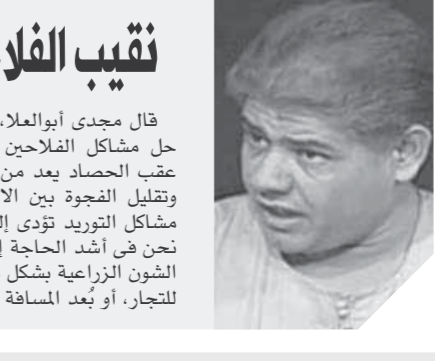 نقيب الفلا
قال مجدى أبوالعلا،
حل مشاكل الفلاحين
عقب الحصاد يعد من
وتقليل الفجوة بين الا
مشاكل التوريد تؤدى إل
نحن فى أشد الحاجة إ
الشون الزراعية بشكل
للتجار، أو بُعد المسافة